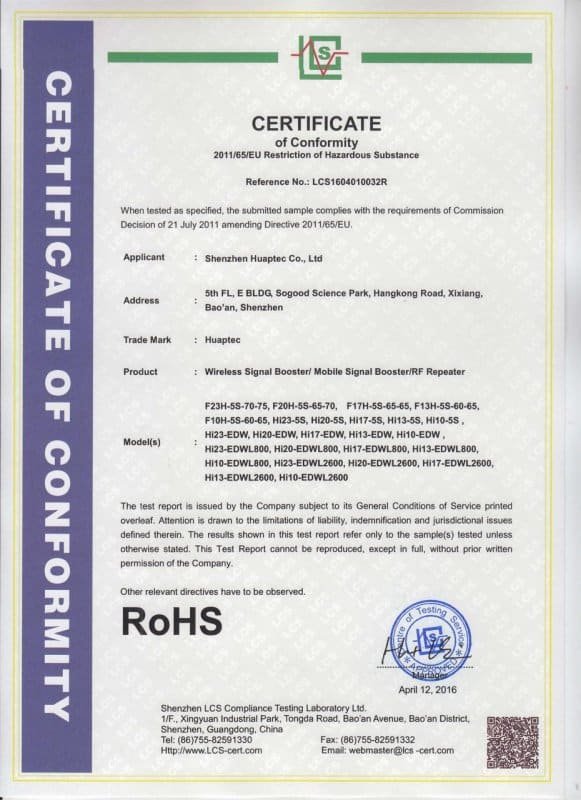 CERTIFICATE OF CONFORMITY
LCS
CERTIFICATE
of Conformity
2011/65/EU Restriction of Hazardous Substance
Reference No.: LCS1604010032R
When tested as specified, the submitted sample complies with the requirements of Commission
Decision of 21 July 2011 amending Directive 2011/65/EU.
Applicant : Shenzhen Huaptec Co., Ltd
Address : 5th FL, E BLDG, Sogood Science Park, Hangkong Road, Xixiang,
Bao'an, Shenzhen
Trade Mark : Huaptec
Product : Wireless Signal Booster/ Mobile Signal Booster/RF Repeater
Model(s) : F23H-5S-70-75, F20H-5S-65-70, F17H-5S-65-65, F13H-5S-60-65,
F10H-5S-60-65, Hi23-5S, Hi20-5S, Hi17-5S, Hi13-5S, Hi10-5S ,
Hi23-EDW, Hi20-EDW, Hi17-EDW, Hi13-EDW, Hi10-EDW ,
Hi23-EDWL800, Hi20-EDWL800, Hi17-EDWL800, Hi13-EDWL800,
Hi10-EDWL800, Hi23-EDWL2600, Hi20-EDWL2600, Hi17-EDWL2600,
Hi13-EDWL2600, Hi10-EDWL2600
The test report is issued by the Company subject to its General Conditions of Service printed
overleaf. Attention is drawn to the limitations of liability, indemnification and jurisdictional issues
defined therein. The results shown in this test report refer only to the sample(s) tested unless
otherwise stated. This Test Report cannot be reproduced, except in full, without prior written
permission of the Company.
Other relevant directives have to be observed.
RoHS
Centre of Testing Service
LCS
* APPROVED *
Manager
April 12, 2016
Shenzhen LCS Compliance Testing Laboratory Ltd.
1/F., Xingyuan Industrial Park, Tongda Road, Bao'an Avenue, Bao'an District,
Shenzhen, Guangdong, China
Tel: (86)755-82591330 Fax: (86)755-82591332
Http://www.LCS-cert.com Email: webmaster@lcs -cert.com